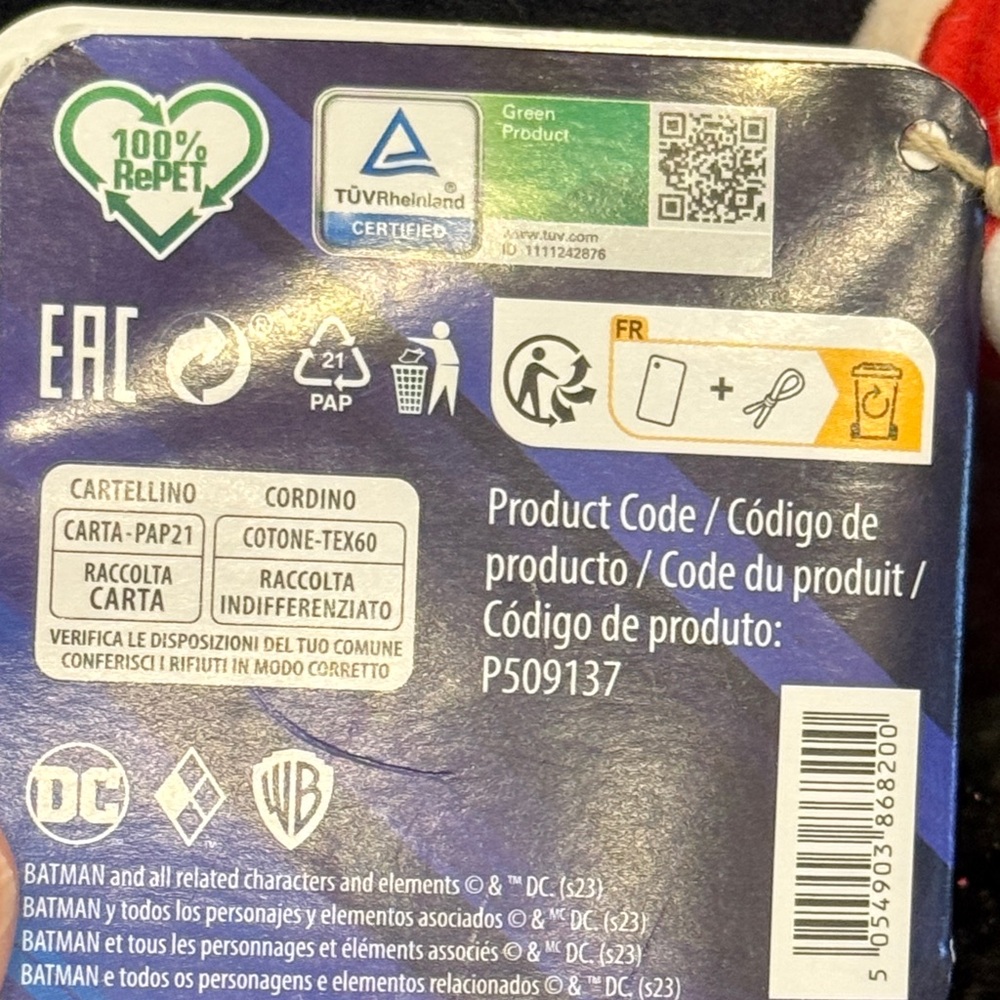 100%
RePET
TÜVRheinland®
CERTIFIED
Green
Product
www.tuv.com
ID 1111242876
EAC
®
21
PAP
FR
CARTELLINO CORDINO
CARTA-PAP21 COTONE-TEX60
RACCOLTA RACCOLTA
CARTA INDIFFERENZIATO
VERIFICA LE DISPOSIZIONI DEL TUO COMUNE
CONFERISCI I RIFIUTI IN MODO CORRETTO
Product Code / Código de
producto / Code du produit /
Código de produto:
P509137
5 054903 868200
DC
WB
BATMAN and all related characters and elements © & ™ DC. (s23)
BATMAN y todos los personajes y elementos asociados © & MC DC. (s23)
BATMAN et tous les personnages et éléments associés © & MC DC. (s23)
BATMAN e todos os personagens e elementos relacionados © & ™ DC. (s23)